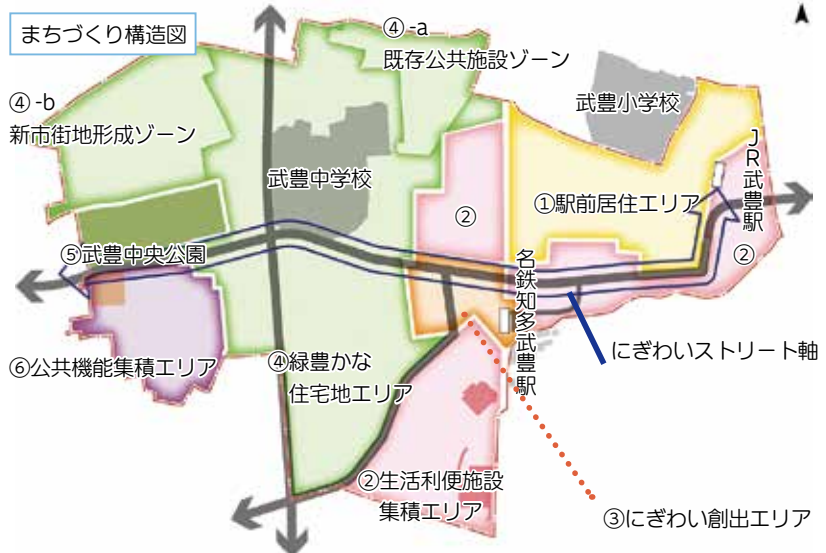 まちづくり構造図
④-a
既存公共施設ゾーン
武豊小学校
④-b
新市街地形成ゾーン
武豊中学校
JR武豊駅
②
①駅前居住エリア
②
⑤武豊中央公園
名鉄知多武豊駅
にぎわいストリート軸
⑥公共機能集積エリア
④緑豊かな
住宅地エリア
②生活利便施設
集積エリア
③にぎわい創出エリア